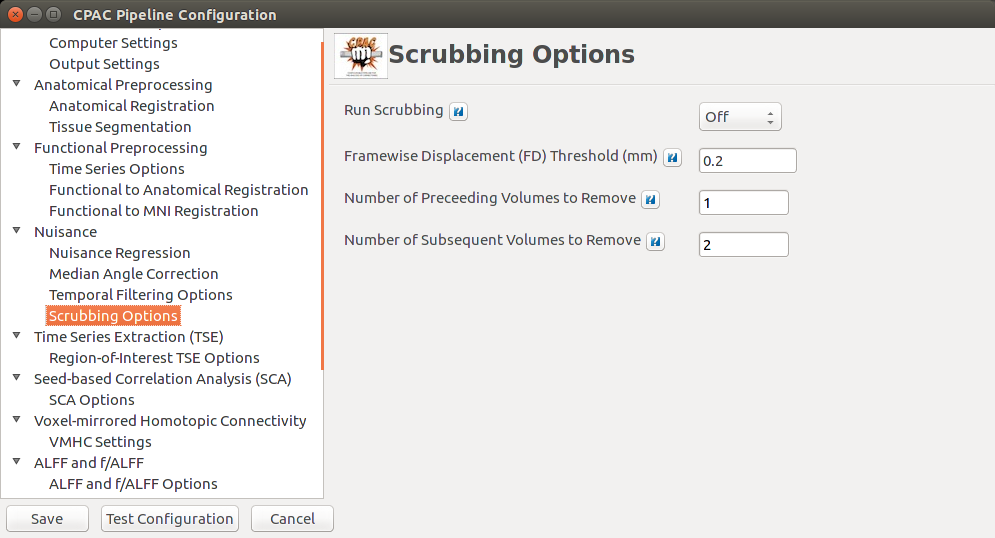 CPAC Pipeline Configuration
Computer Settings
Output Settings
Anatomical Preprocessing
Anatomical Registration
Tissue Segmentation
Functional Preprocessing
Time Series Options
Functional to Anatomical Registration
Functional to MNI Registration
Nuisance
Nuisance Regression
Median Angle Correction
Temporal Filtering Options
Scrubbing Options
Time Series Extraction (TSE)
Region-of-Interest TSE Options
Seed-based Correlation Analysis (SCA)
SCA Options
Voxel-mirrored Homotopic Connectivity
VMHC Settings
ALFF and f/ALFF
ALFF and f/ALFF Options
Save
Test Configuration
Cancel
CPAC
Scrubbing Options
Run Scrubbing ? Off
Framewise Displacement (FD) Threshold (mm) ? 0.2
Number of Preceeding Volumes to Remove ? 1
Number of Subsequent Volumes to Remove ? 2